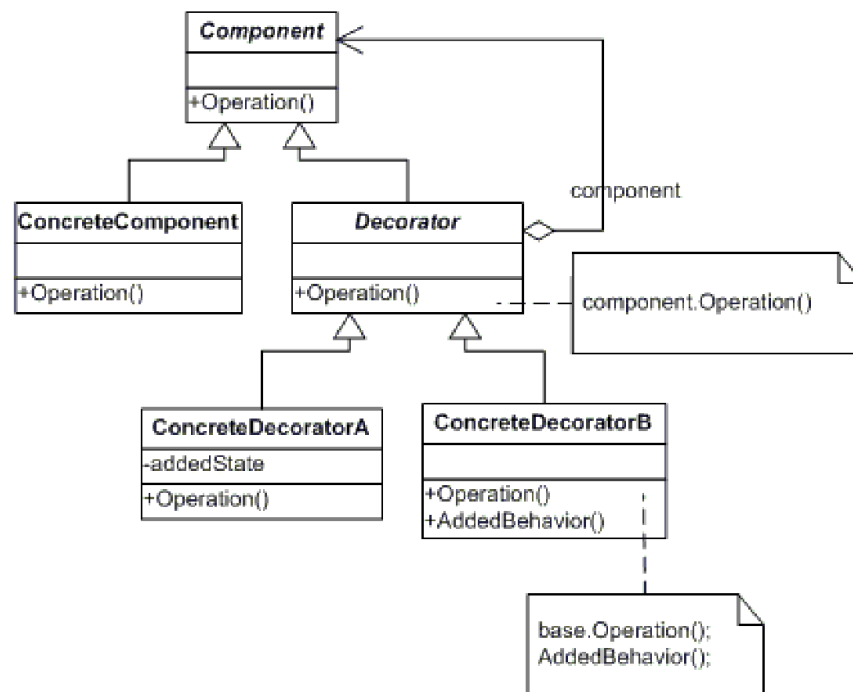 Component
+Operation()
component
ConcreteComponent
+Operation()
Decorator
+Operation()
component.Operation()
ConcreteDecoratorA
-addedState
+Operation()
ConcreteDecoratorB
+Operation()
+AddedBehavior()
base.Operation();
AddedBehavior();